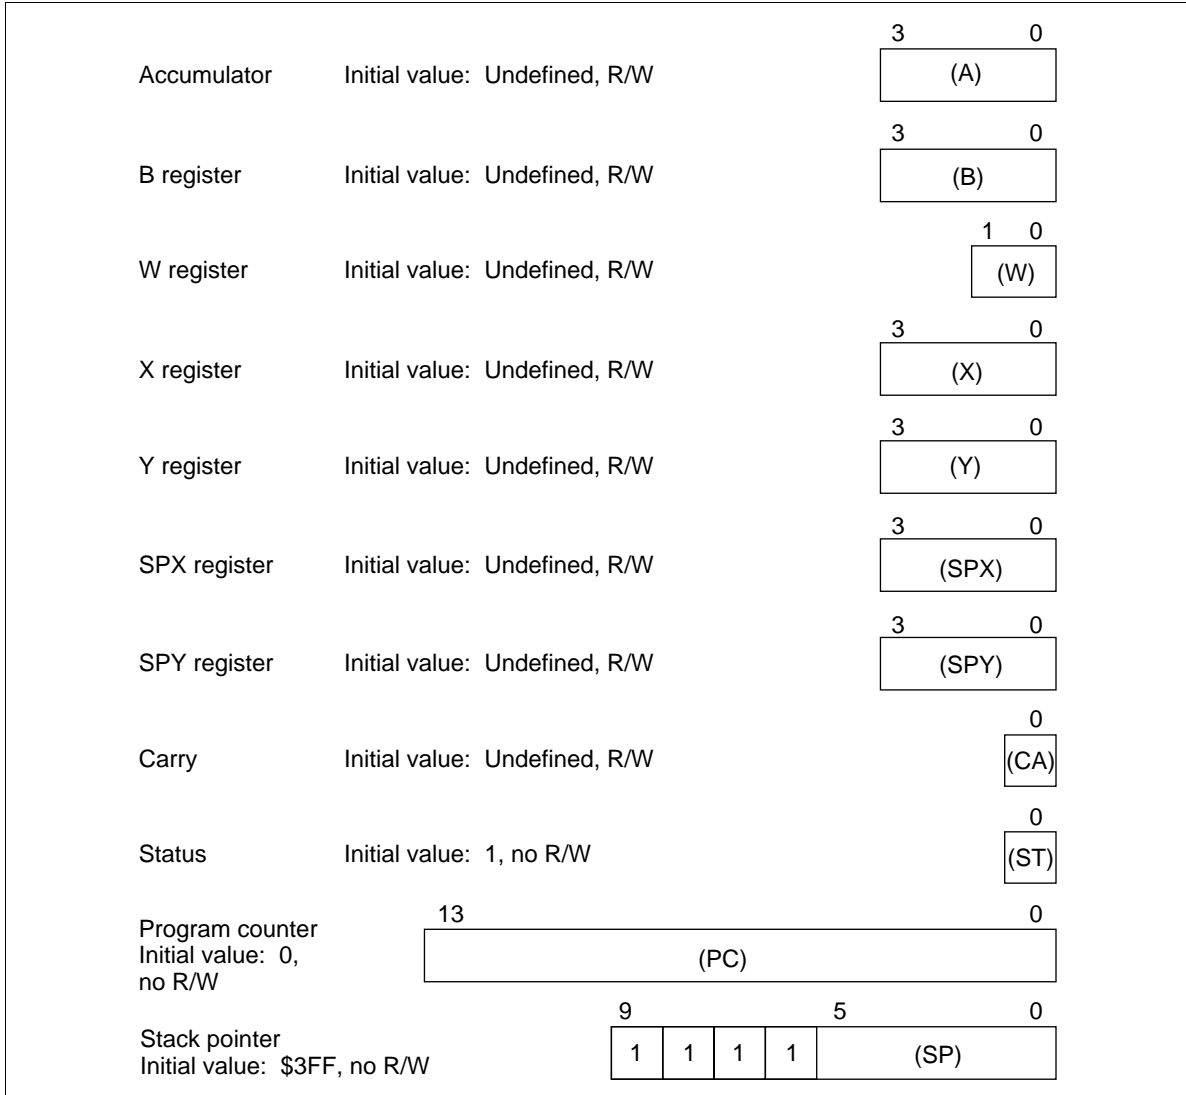 3 0
Accumulator Initial value: Undefined, R/W (A)
3 0
B register Initial value: Undefined, R/W (B)
1 0
W register Initial value: Undefined, R/W (W)
3 0
X register Initial value: Undefined, R/W (X)
3 0
Y register Initial value: Undefined, R/W (Y)
3 0
SPX register Initial value: Undefined, R/W (SPX)
3 0
SPY register Initial value: Undefined, R/W (SPY)
0
Carry Initial value: Undefined, R/W (CA)
0
Status Initial value: 1, no R/W (ST)
13 0
Program counter
Initial value: 0, (PC)
no R/W
9 5 0
Stack pointer
Initial value: $3FF, no R/W 1 1 1 1 (SP)